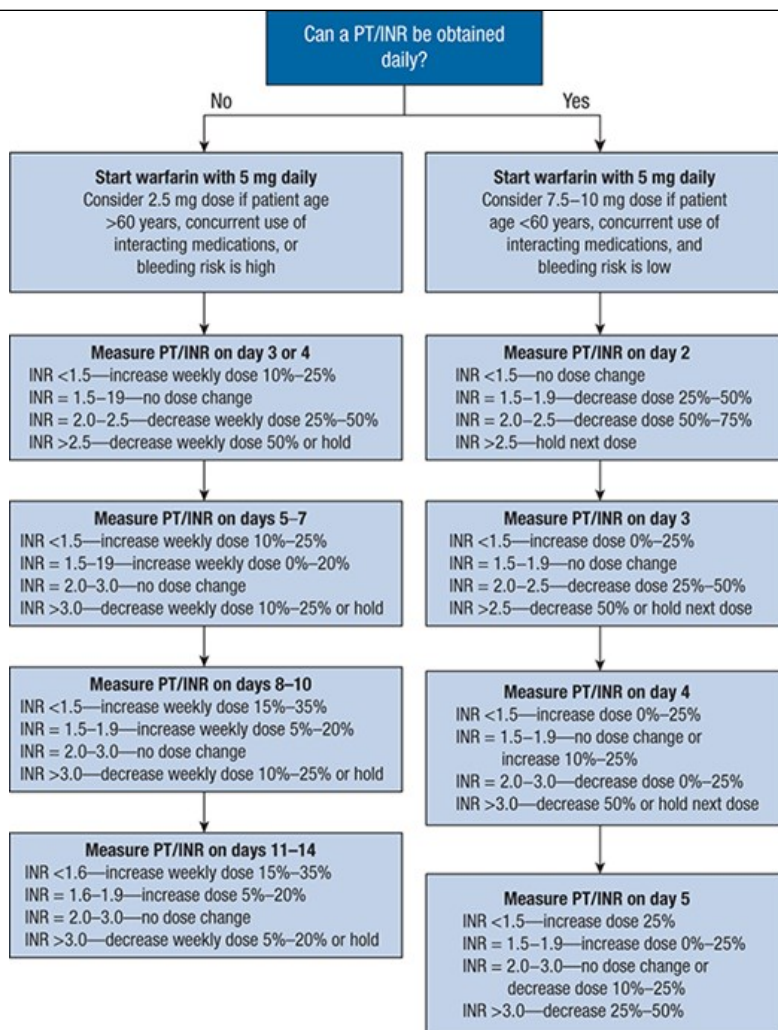 Can a PT/INR be obtained
daily?
No
Yes
Start warfarin with 5 mg daily
Consider 2.5 mg dose if patient age
>60 years, concurrent use of
interacting medications, or
bleeding risk is high
Measure PT/INR on day 3 or 4
INR <1.5—increase weekly dose 10%–25%
INR = 1.5–19—no dose change
INR = 2.0–2.5—decrease weekly dose 25%–50%
INR >2.5—decrease weekly dose 50% or hold
Measure PT/INR on days 5–7
INR <1.5—increase weekly dose 10%–25%
INR = 1.5–19—increase weekly dose 0%–20%
INR = 2.0–3.0—no dose change
INR >3.0—decrease weekly dose 10%–25% or hold
Measure PT/INR on days 8–10
INR <1.5—increase weekly dose 15%–35%
INR = 1.5–1.9—increase weekly dose 5%–20%
INR = 2.0–3.0—no dose change
INR >3.0—decrease weekly dose 10%–25% or hold
Measure PT/INR on days 11–14
INR <1.6—increase weekly dose 15%–35%
INR = 1.6–1.9—increase dose 5%–20%
INR = 2.0–3.0—no dose change
INR >3.0—decrease weekly dose 5%–20% or hold
Start warfarin with 5 mg daily
Consider 7.5–10 mg dose if patient
age <60 years, concurrent use of
interacting medications, and
bleeding risk is low
Measure PT/INR on day 2
INR <1.5—no dose change
INR = 1.5–1.9—decrease dose 25%–50%
INR = 2.0–2.5—decrease dose 50%–75%
INR >2.5—hold next dose
Measure PT/INR on day 3
INR <1.5—increase dose 0%–25%
INR = 1.5–1.9—no dose change
INR = 2.0–2.5—decrease dose 25%–50%
INR >2.5—decrease 50% or hold next dose
Measure PT/INR on day 4
INR <1.5—increase dose 0%–25%
INR = 1.5–1.9—no dose change or
increase 10%–25%
INR = 2.0–3.0—decrease dose 0%–25%
INR >3.0—decrease 50% or hold next dose
Measure PT/INR on day 5
INR <1.5—increase dose 25%
INR = 1.5–1.9—increase dose 0%–25%
INR = 2.0–3.0—no dose change or
decrease dose 10%–25%
INR >3.0—decrease 25%–50%